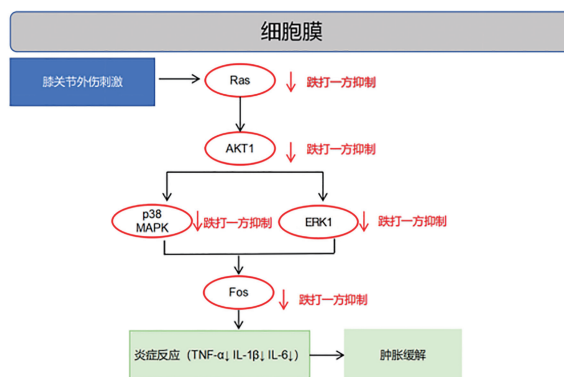 细胞膜
膝关节外伤刺激
Ras
↓ 跌打一方抑制
AKT1
↓ 跌打一方抑制
p38
MAPK
↓ 跌打一方抑制
ERK1
↓ 跌打一方抑制
Fos
↓ 跌打一方抑制
炎症反应（TNF-α↓ IL-1β↓ IL-6↓）
肿胀缓解